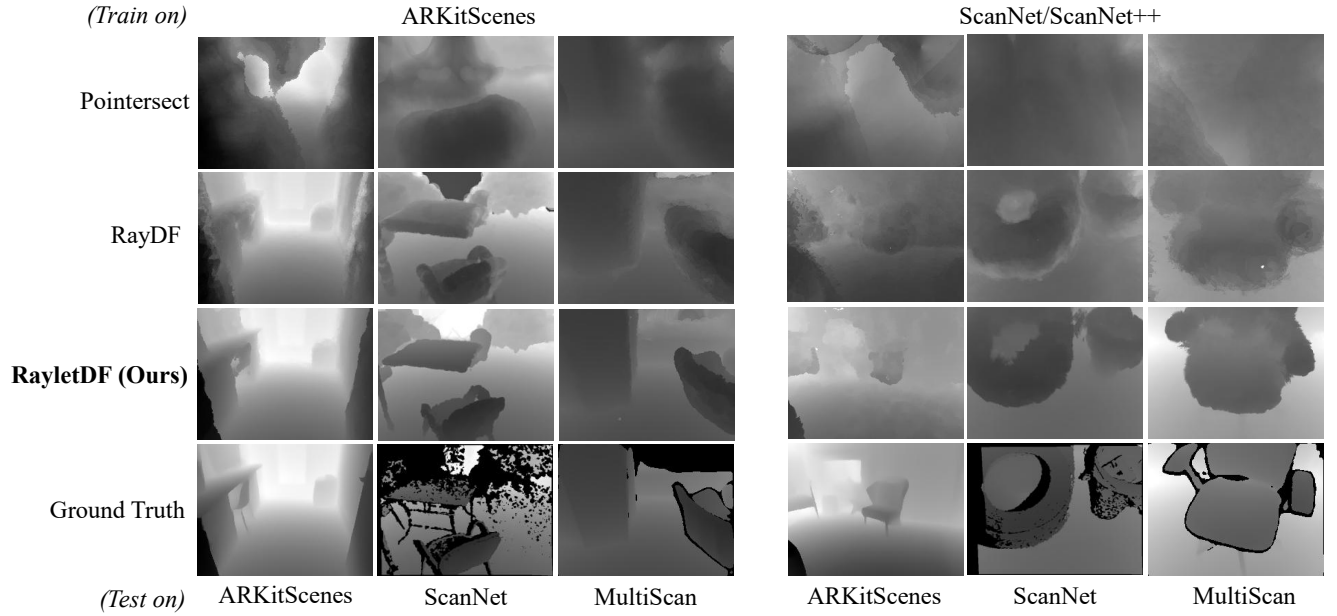 (Train on) ARKitScenes ScanNet/ScanNet++
Pointersect
RayDF
RayletDF (Ours)
Ground Truth
(Test on) ARKitScenes ScanNet MultiScan ARKitScenes ScanNet MultiScan